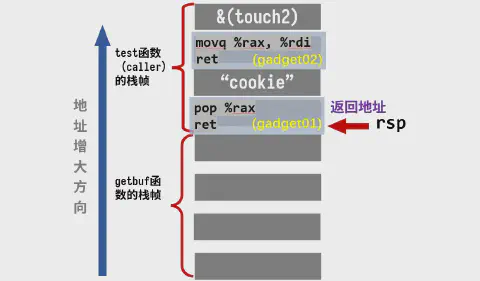 &(touch2)
movq %rax, %rdi
ret (gadget02)
“cookie”
pop %rax
ret (gadget01)
返回地址
rsp
test函数
（caller）
的栈帧
getbuf函
数的栈帧
地址增大方向